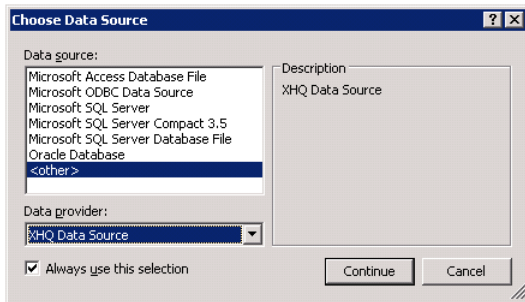 Choose Data Source
Data source:
Microsoft Access Database File
Microsoft ODBC Data Source
Microsoft SQL Server
Microsoft SQL Server Compact 3.5
Microsoft SQL Server Database File
Oracle Database
<other>
Description
XHQ Data Source
Data provider:
XHQ Data Source
Always use this selection
Continue
Cancel